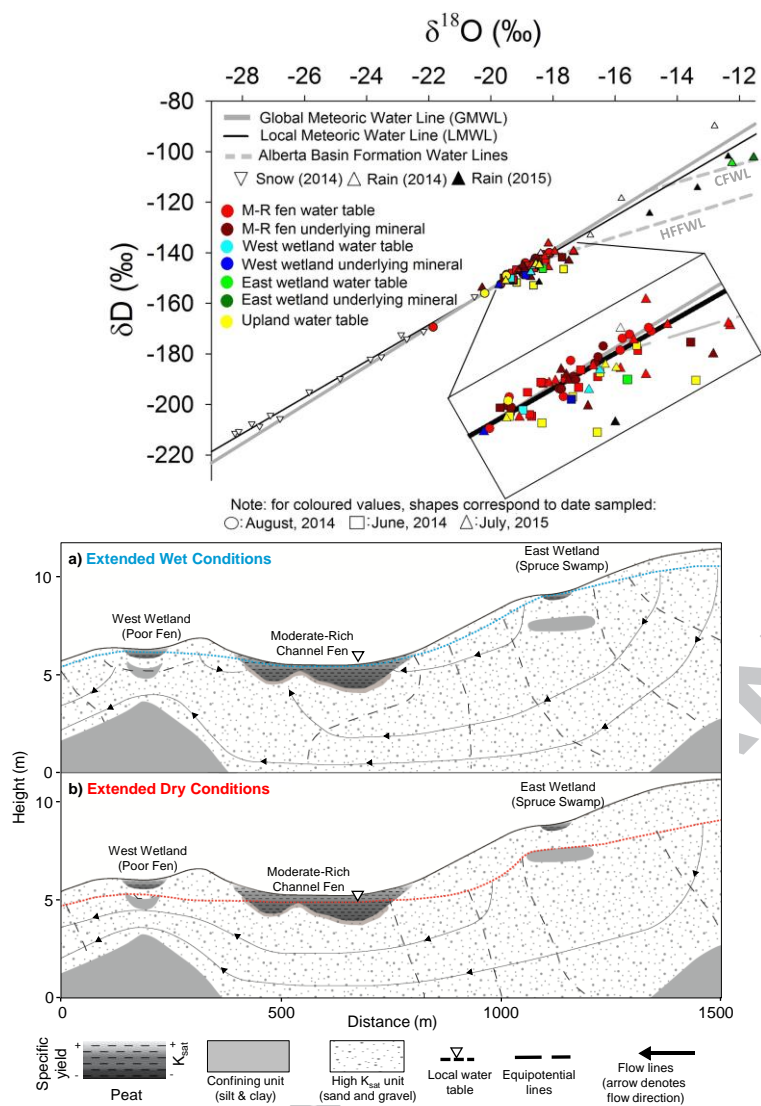 δ18O (‰)
-28 -26 -24 -22 -20 -18 -16 -14 -12
-80
-100
-120
-140
-160
-180
-200
-220
δD (‰)
Global Meteoric Water Line (GMWL)
Local Meteoric Water Line (LMWL)
Alberta Basin Formation Water Lines
Snow (2014) Rain (2014) Rain (2015)
M-R fen water table
M-R fen underlying mineral
West wetland water table
West wetland underlying mineral
East wetland water table
East wetland underlying mineral
Upland water table
CFWL
HFFWL
Note: for coloured values, shapes correspond to date sampled:
:August, 2014 :June, 2014 :July, 2015
a) Extended Wet Conditions
East Wetland
(Spruce Swamp)
West Wetland
(Poor Fen)
Moderate-Rich
Channel Fen
10
5
0
Height (m)
b) Extended Dry Conditions
East Wetland
(Spruce Swamp)
West Wetland
(Poor Fen)
Moderate-Rich
Channel Fen
10
5
0
0 500 1000 1500
Distance (m)
Specific
yield
+ +
- -
Ksat
Peat
Confining unit
(silt & clay)
High Ksat unit
(sand and gravel)
Local water
table
Equipotential
lines
Flow lines
(arrow denotes
flow direction)